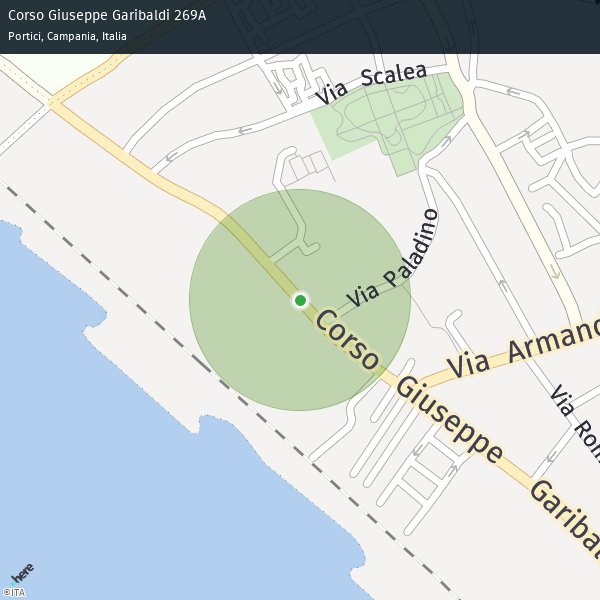 Corso Giuseppe Garibaldi 269A
Portici, Campania, Italia
Via Scalea
Via Paladino
Corso Giuseppe Garibal
Via Armand
Via Rom
here
©ITA